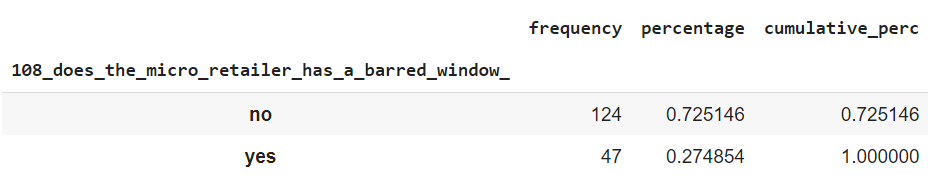 frequency percentage cumulative_perc
108_does_the_micro_retailer_has_a_barred_window_
no 124 0.725146 0.725146
yes 47 0.274854 1.000000